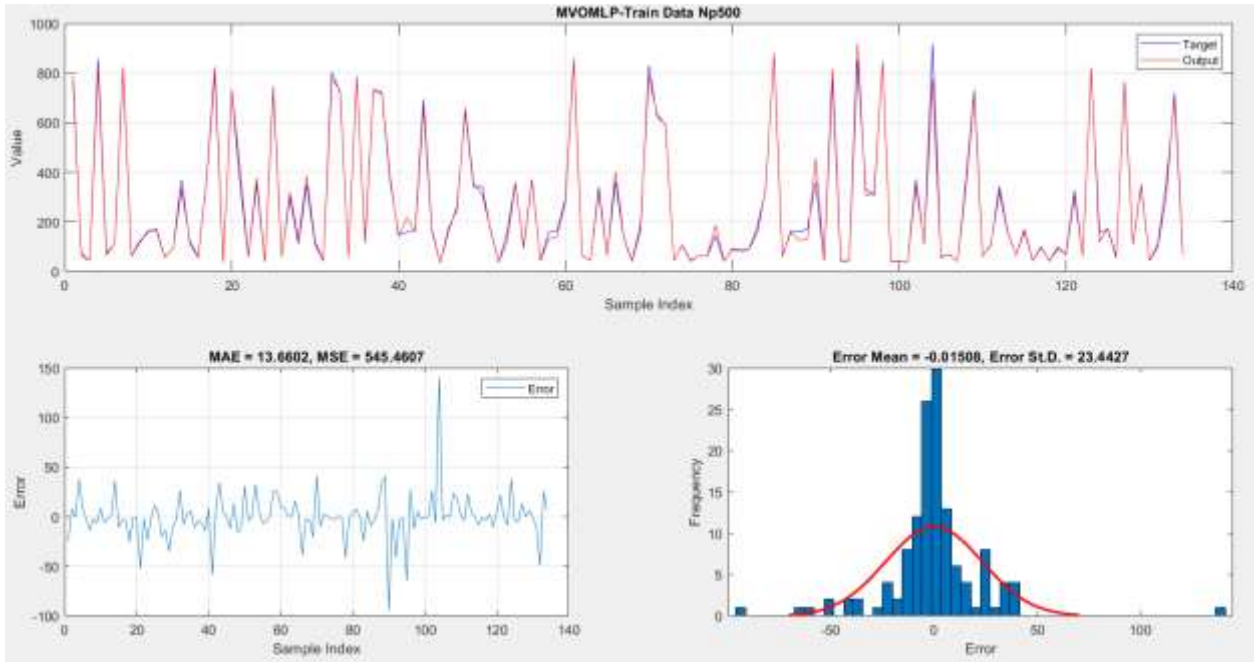 MVOMLP-Train Data Np500
1000
800
600
400
200
0
Value
Target
Output
0 20 40 60 80 100 120 140
Sample Index
MAE = 13.6602, MSE = 545.4607
150
100
50
0
-50
-100
Error
Error
0 20 40 60 80 100 120 140
Sample Index
Error Mean = -0.01508, Error St.D. = 23.4427
30
25
20
15
10
5
0
Frequency
-50 0 50 100
Error